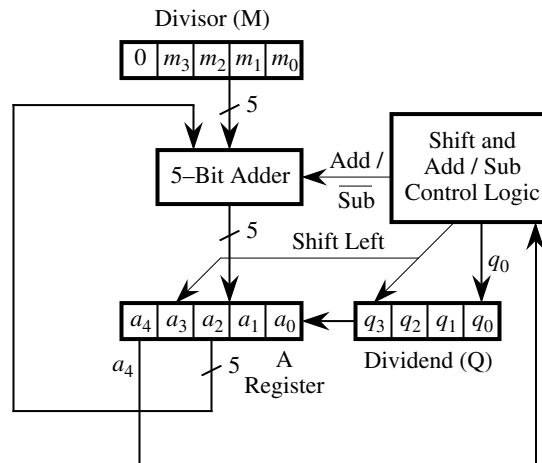 Divisor (M)
0 m3 m2 m1 m0
5
5–Bit Adder
Add /
Sub
Shift and
Add / Sub
Control Logic
5
Shift Left
q0
a4 a3 a2 a1 a0
q3 q2 q1 q0
a4
5
A
Register
Dividend (Q)